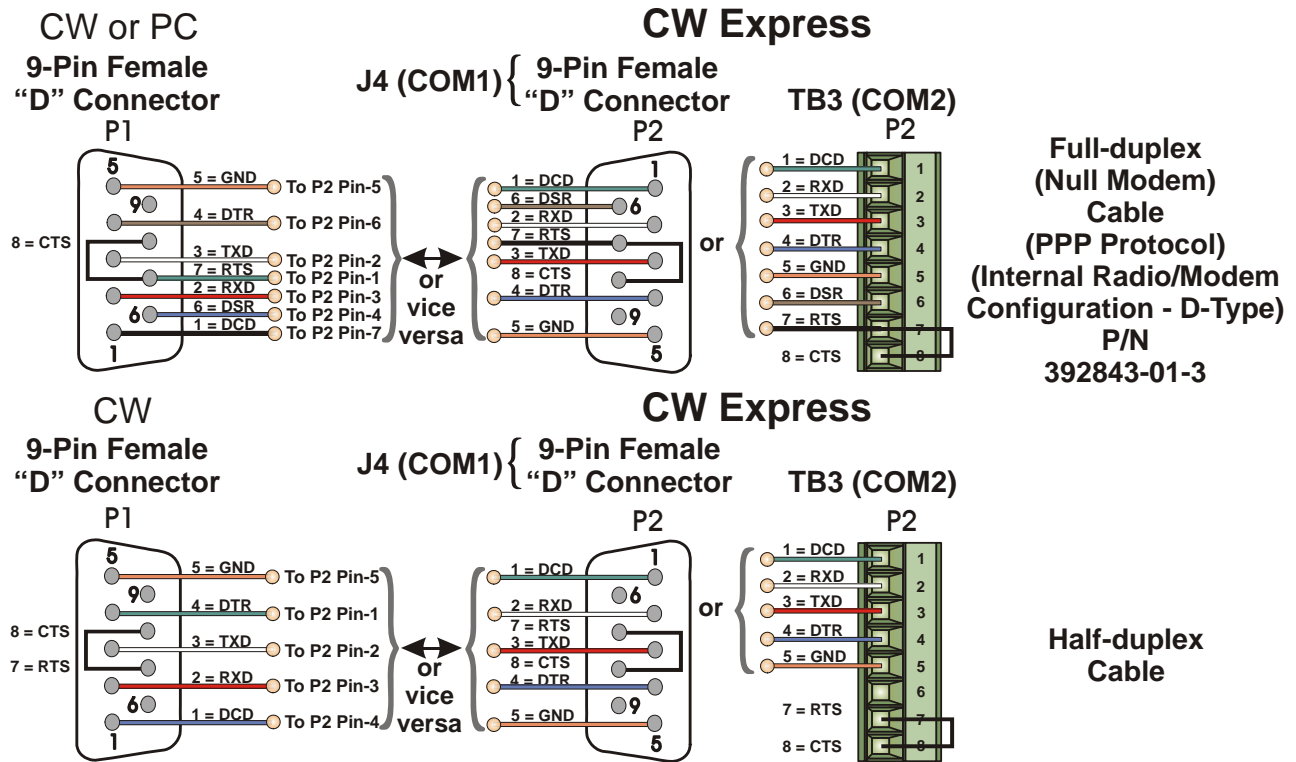 CW or PC
9-Pin Female
“D” Connector
P1
5
9
6
1
8 = CTS
5 = GND
4 = DTR
3 = TXD
7 = RTS
2 = RXD
6 = DSR
1 = DCD
To P2 Pin-5
To P2 Pin-6
To P2 Pin-2
To P2 Pin-1
To P2 Pin-3
To P2 Pin-4
To P2 Pin-7
or
vice
versa
CW Express
J4 (COM1) {
9-Pin Female
“D” Connector
P2
1 = DCD
6 = DSR
2 = RXD
7 = RTS
3 = TXD
8 = CTS
4 = DTR
5 = GND
1
6
9
5
or
TB3 (COM2)
P2
1 = DCD
2 = RXD
3 = TXD
4 = DTR
5 = GND
6 = DSR
7 = RTS
8 = CTS
1
2
3
4
5
6
7
8
Full-duplex
(Null Modem)
Cable
(PPP Protocol)
(Internal Radio/Modem
Configuration - D-Type)
P/N
392843-01-3
CW
9-Pin Female
“D” Connector
P1
5
9
6
1
8 = CTS
7 = RTS
5 = GND
4 = DTR
3 = TXD
2 = RXD
1 = DCD
To P2 Pin-5
To P2 Pin-1
To P2 Pin-2
To P2 Pin-3
To P2 Pin-4
or
vice
versa
CW Express
J4 (COM1) {
9-Pin Female
“D” Connector
P2
1 = DCD
2 = RXD
7 = RTS
3 = TXD
8 = CTS
4 = DTR
5 = GND
1
6
9
5
or
TB3 (COM2)
P2
1 = DCD
2 = RXD
3 = TXD
4 = DTR
5 = GND
7 = RTS
8 = CTS
1
2
3
4
5
6
7
8
Half-duplex
Cable